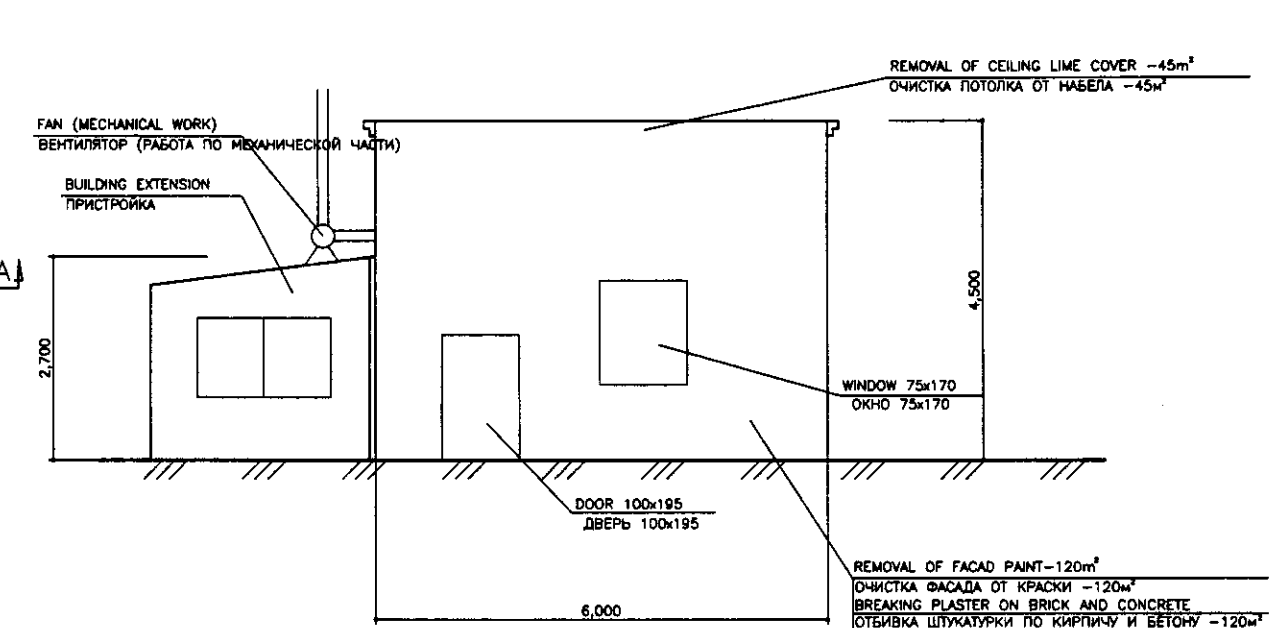 REMOVAL OF CEILING LIME COVER -45m²
ОЧИСТКА ПОТОЛКА ОТ НАБЕЛА -45м²
FAN (MECHANICAL WORK)
ВЕНТИЛЯТОР (РАБОТА ПО МЕХАНИЧЕСКОЙ ЧАСТИ)
BUILDING EXTENSION
ПРИСТРОЙКА
A
4,500
2,700
WINDOW 75x170
ОКНО 75x170
DOOR 100x195
ДВЕРЬ 100x195
REMOVAL OF FACAD PAINT-120m²
ОЧИСТКА ФАСАДА ОТ КРАСКИ -120м²
BREAKING PLASTER ON BRICK AND CONCRETE
ОТБИВКА ШТУКАТУРКИ ПО КИРПИЧУ И БЕТОНУ -120м²
6,000